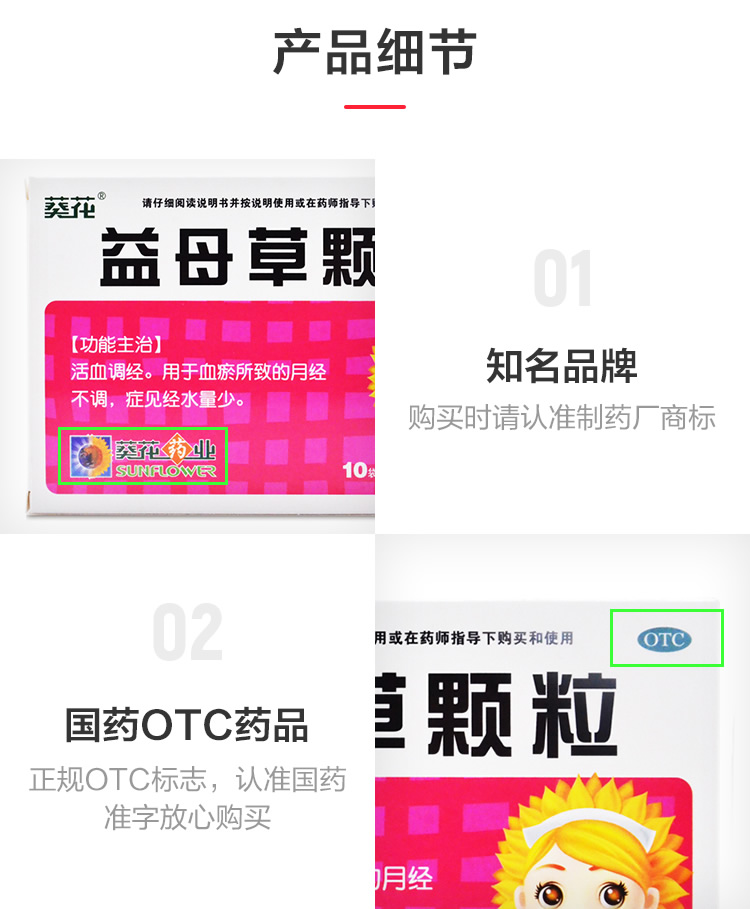 产品细节
葵花®
请仔细阅读说明书并按说明使用或在药师指导下
益母草颗
【功能主治】
活血调经。用于血瘀所致的月经
不调，症见经水量少。
葵花药业
SUNFLOWER
10袋
01
知名品牌
购买时请认准制药厂商标
02
国药OTC药品
正规OTC标志，认准国药
准字放心购买
用或在药师指导下购买和使用
OTC
草颗粒
的月经